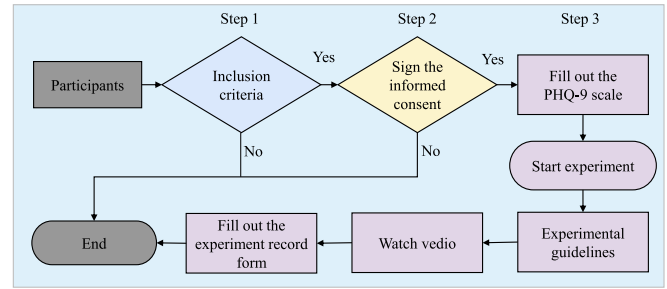 Step 1
Step 2
Step 3
Participants
Inclusion
criteria
Yes
Sign the
informed
consent
Yes
Fill out the
PHQ-9 scale
No
No
Start experiment
End
Fill out the
experiment record
form
Watch vedio
Experimental
guidelines